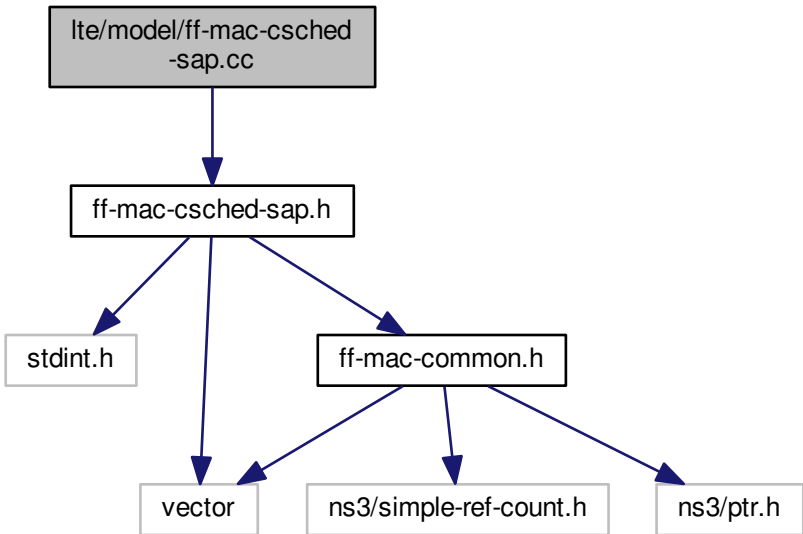 lte/model/ff-mac-csched
-sap.cc
ff-mac-csched-sap.h
stdint.h
ff-mac-common.h
vector
ns3/simple-ref-count.h
ns3/ptr.h